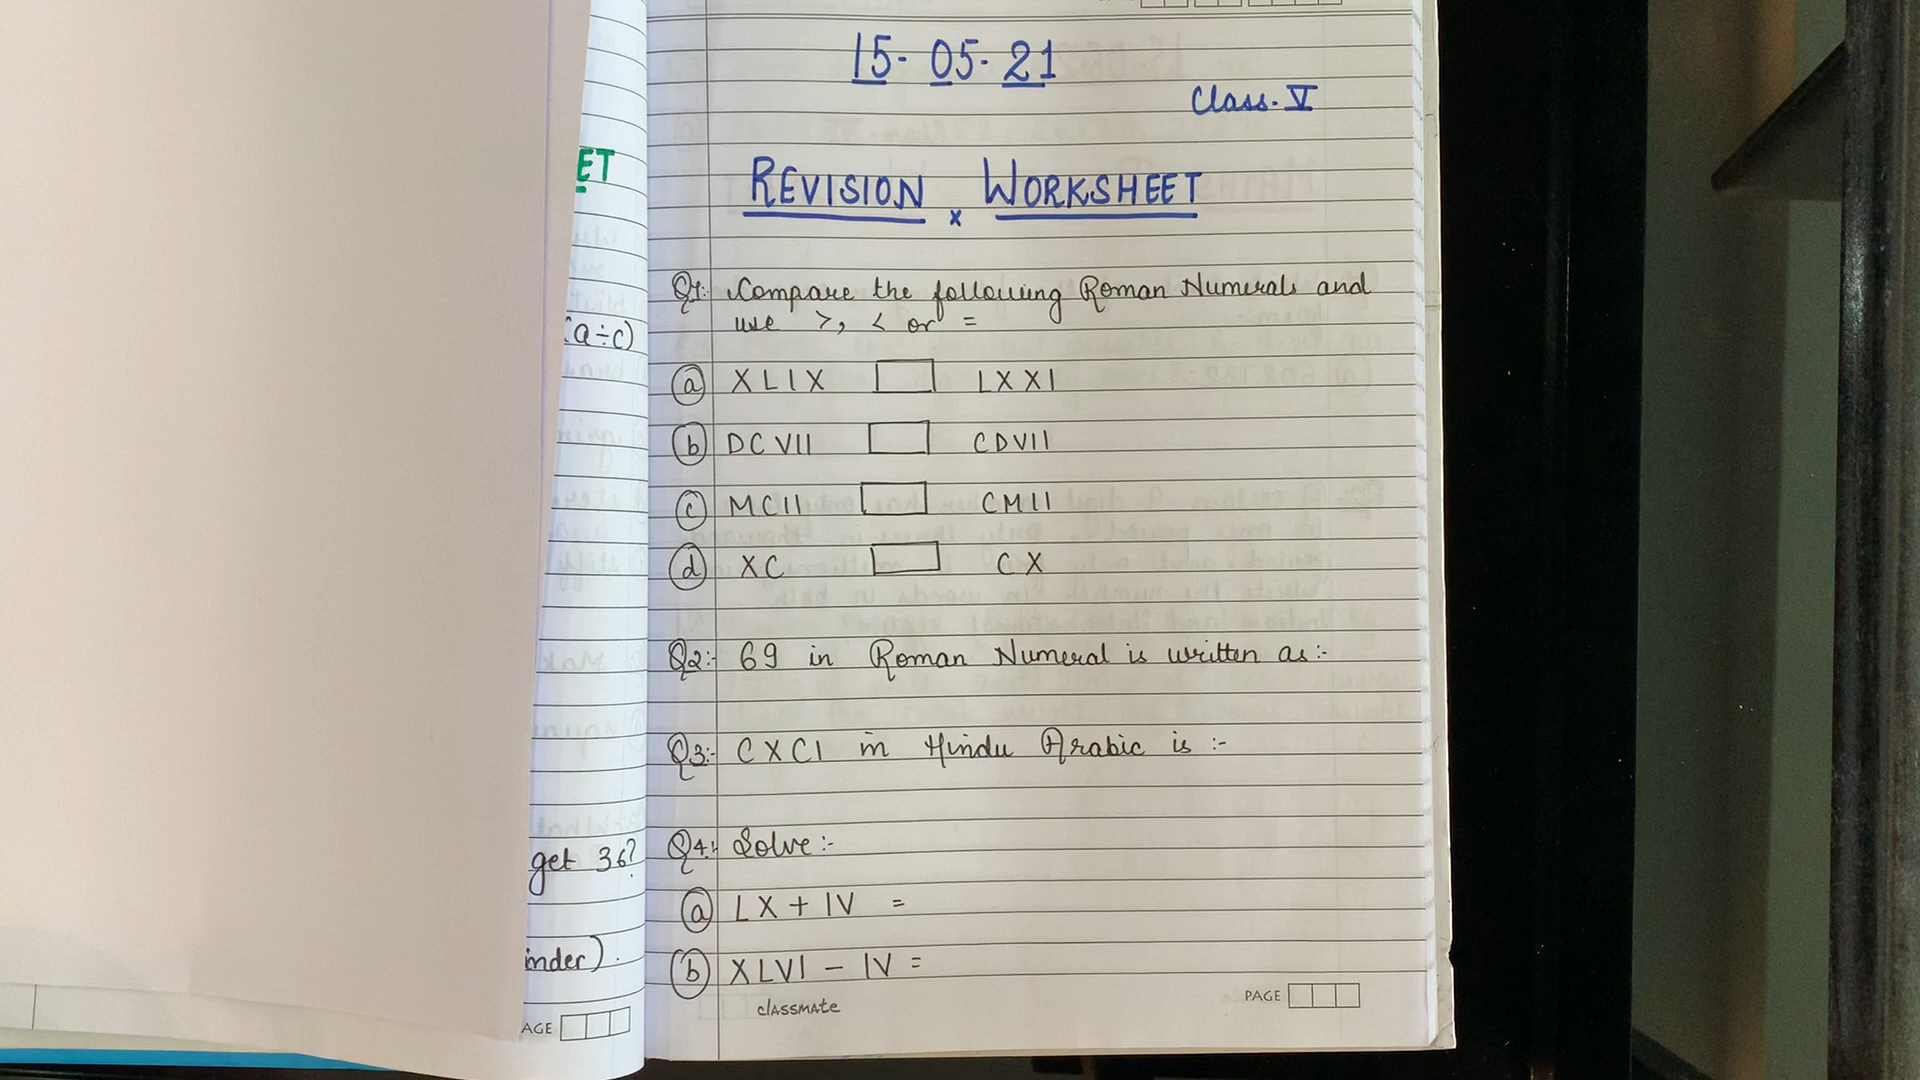 15-05-21
Class-V
REVISION WORKSHEET
Q1:- Compare the following Roman Numerals and
use >, < or =
(a) XLIX LXXI
(b) DCVII CDVII
(c) MCII CMII
(d) XC CX
Q2:- 69 in Roman Numeral is written as:-
Q3:- CXCI in Hindu Arabic is :-
Q4:- Solve:-
(a) LX + IV =
(b) XLVI - IV =
classmate
PAGE
ET
(a÷c)
get 36?
inder).
AGE